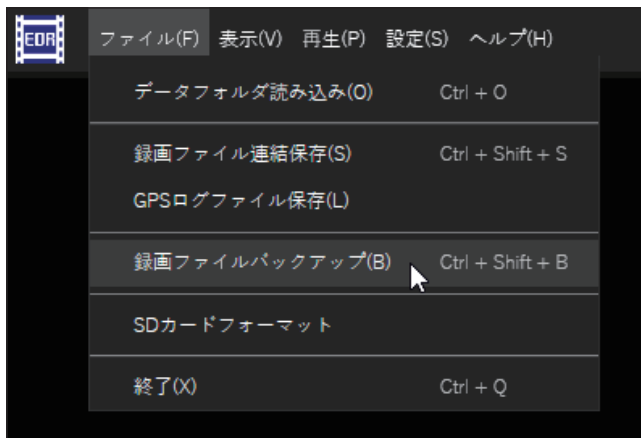 EDR
ファイル(F) 表示(V) 再生(P) 設定(S) ヘルプ(H)
データフォルダ読み込み(O) Ctrl + O
録画ファイル連結保存(S) Ctrl + Shift + S
GPSログファイル保存(L)
録画ファイルバックアップ(B) Ctrl + Shift + B
SDカードフォーマット
終了(X) Ctrl + Q